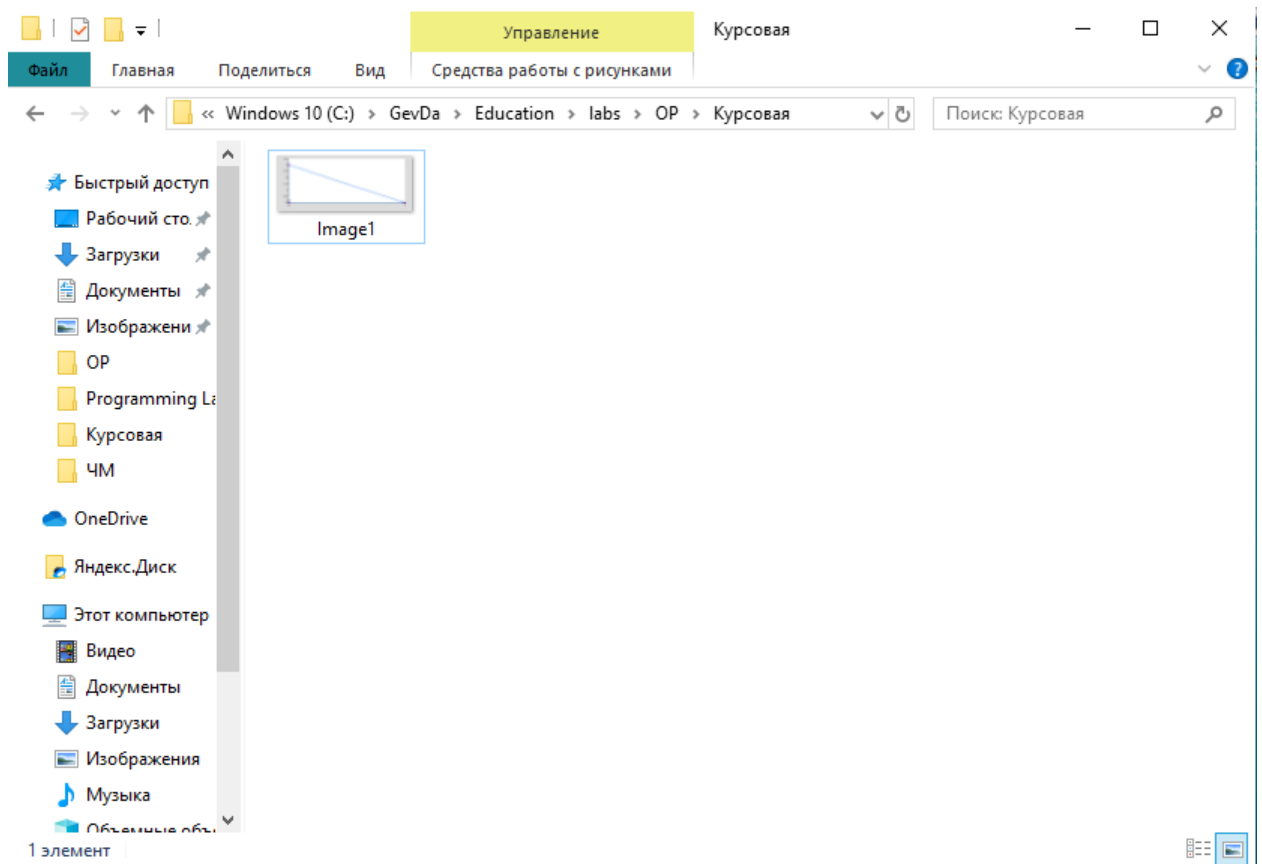 Управление
Курсовая
Файл
Главная
Поделиться
Вид
Средства работы с рисунками
?
« Windows 10 (C:) > GevDa > Education > labs > OP > Курсовая
Поиск: Курсовая
Быстрый доступ
Рабочий сто.
Загрузки
Документы
Изображени
OP
Programming La
Курсовая
ЧМ
OneDrive
Яндекс.Диск
Этот компьютер
Видео
Документы
Загрузки
Изображения
Музыка
Объемные объ
Image1
1 элемент